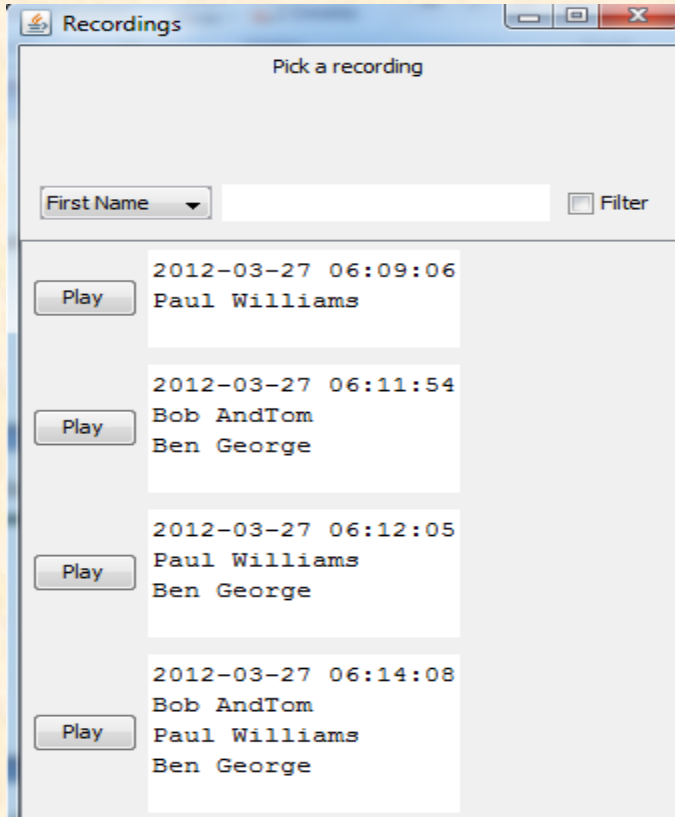 Recordings
Pick a recording
First Name
Filter
Play
2012-03-27 06:09:06
Paul Williams
Play
2012-03-27 06:11:54
Bob AndTom
Ben George
Play
2012-03-27 06:12:05
Paul Williams
Ben George
Play
2012-03-27 06:14:08
Bob AndTom
Paul Williams
Ben George